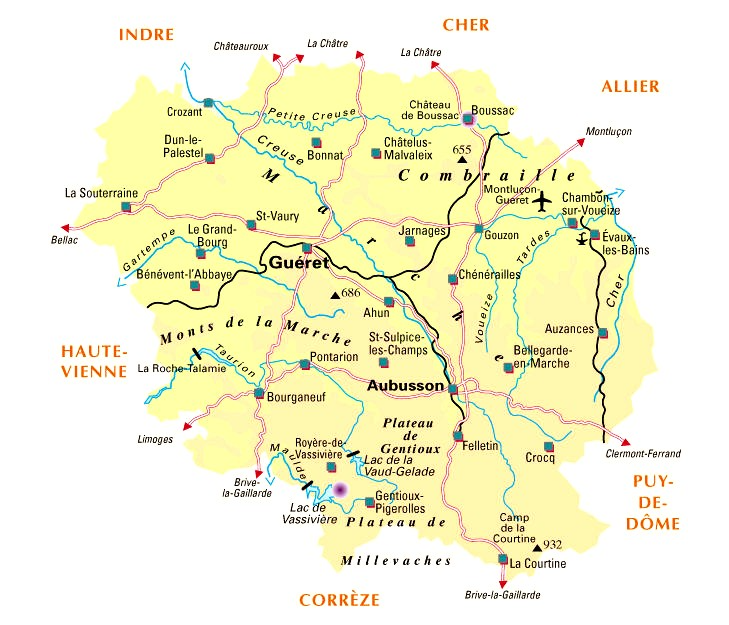 INDRE
CHER
Châteauroux
La Châtre
La Châtre
ALLIER
Crozant
Petite Creuse
Château
de Boussac
Boussac
Montluçon
Dun-le-
Palestel
Creuse
Bonnat
Châtelus-
Malvaleix
655
Combraille
Marche
Montluçon-
Guéret
Chambon-
sur-Voueize
La Souterraine
Bellac
St-Vaury
Jarnages
Gouzon
Tardes
Évaux-
les-Bains
Gartempe
Le Grand-
Bourg
Guéret
Bénévent-l'Abbaye
686
Chénérailles
Voueize
Cher
Ahun
Monts de la Marche
St-Sulpice-
les-Champs
Auzances
HAUTE-
VIENNE
La Roche-Talamie
Taurion
Pontarion
Bellegarde-
en-Marche
Aubusson
Bourganeuf
Limoges
Plateau
de
Gentioux
Felletin
Crocq
Clermont-Ferrand
Royère-de-
Vassivière
Maulde
Lac de la
Vaud-Gelade
Brive-
la-Gaillarde
Lac de
Vassivière
Gentioux-
Pigerolles
PUY-
DE-
DÔME
Plateau de
Millevaches
Camp
de la
Courtine
932
La Courtine
Brive-la-Gaillarde
CORRÈZE